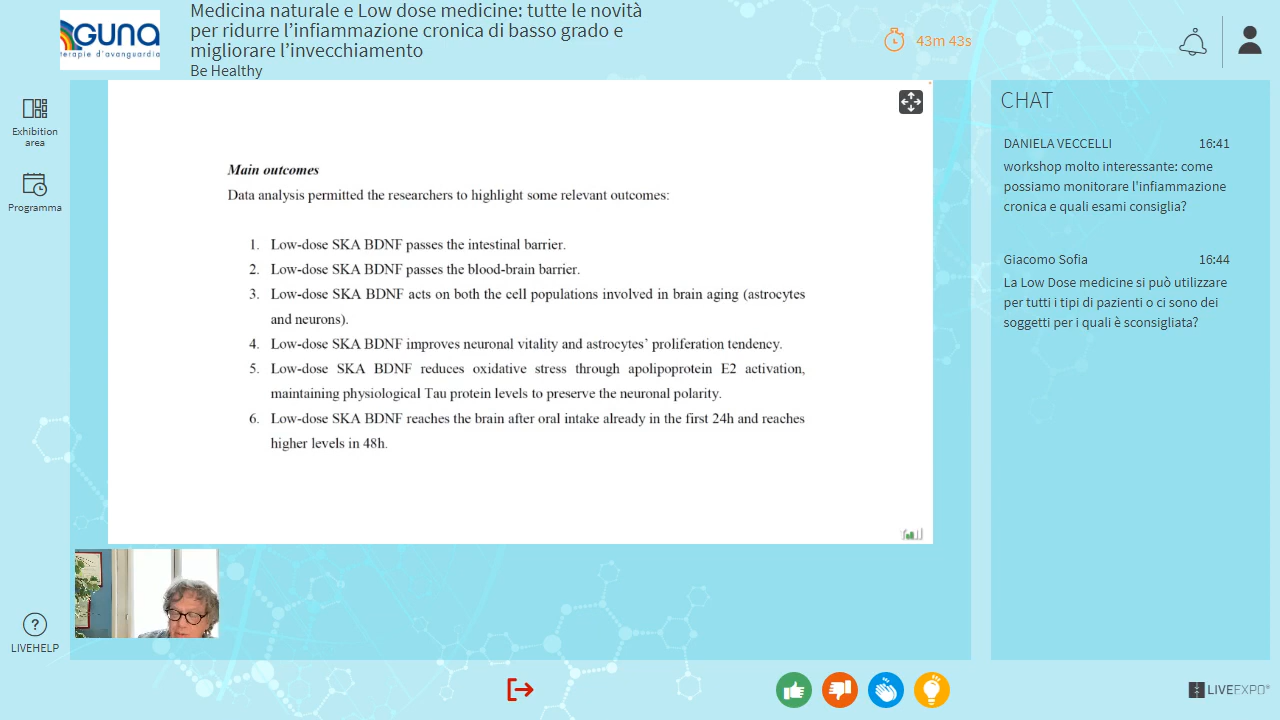 GUNA
terapie d'avanguardia
Medicina naturale e Low dose medicine: tutte le novità
per ridurre l'infiammazione cronica di basso grado e
migliorare l'invecchiamento
Be Healthy
43m 43s
Exhibition
area
Programma
LIVEHELP
Main outcomes
Data analysis permitted the researchers to highlight some relevant outcomes:
1. Low-dose SKA BDNF passes the intestinal barrier.
2. Low-dose SKA BDNF passes the blood-brain barrier.
3. Low-dose SKA BDNF acts on both the cell populations involved in brain aging (astrocytes
and neurons).
4. Low-dose SKA BDNF improves neuronal vitality and astrocytes' proliferation tendency.
5. Low-dose SKA BDNF reduces oxidative stress through apolipoprotein E2 activation,
maintaining physiological Tau protein levels to preserve the neuronal polarity.
6. Low-dose SKA BDNF reaches the brain after oral intake already in the first 24h and reaches
higher levels in 48h.
CHAT
DANIELA VECCELLI 16:41
workshop molto interessante: come
possiamo monitorare l'infiammazione
cronica e quali esami consiglia?
Giacomo Sofia 16:44
La Low Dose medicine si può utilizzare
per tutti i tipi di pazienti o ci sono dei
soggetti per i quali è sconsigliata?
LIVEEXPO